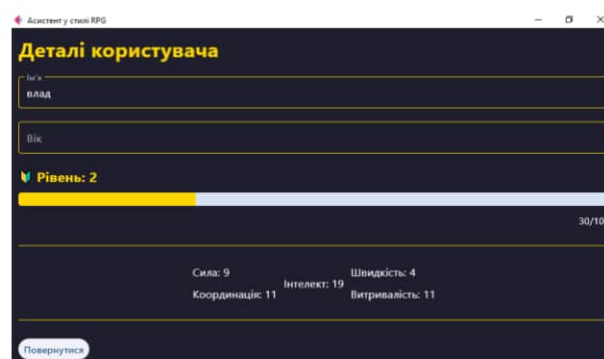 Асистент у стилі RPG
Деталі користувача
Ім'я
влад
Вік
Рівень: 2
30/10
Сила: 9
Координація: 11
Інтелект: 19
Швидкість: 4
Витривалість: 11
Повернутися